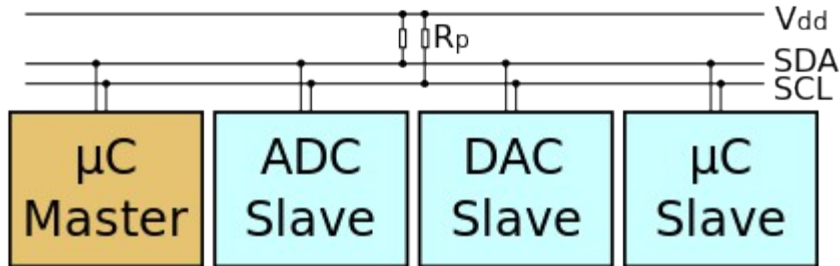 Vdd
Rp
SDA
SCL
µC
Master
ADC
Slave
DAC
Slave
µC
Slave